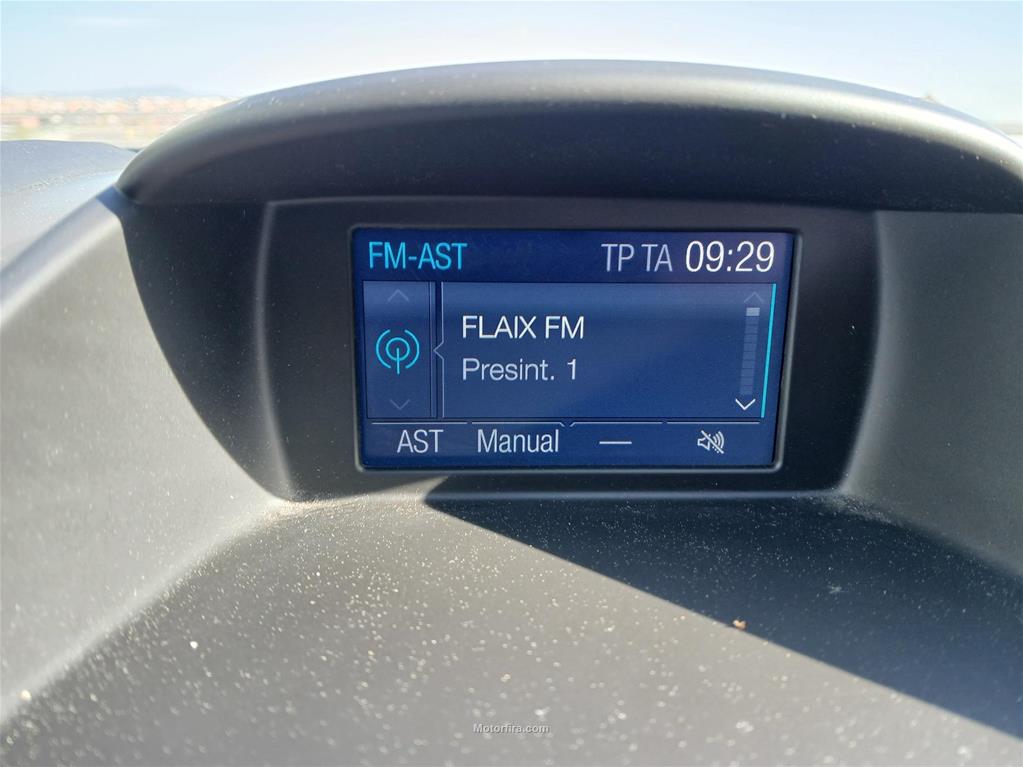 FM-AST TP TA 09:29
FLAIX FM
Presint. 1
AST Manual —
Motorfira.com